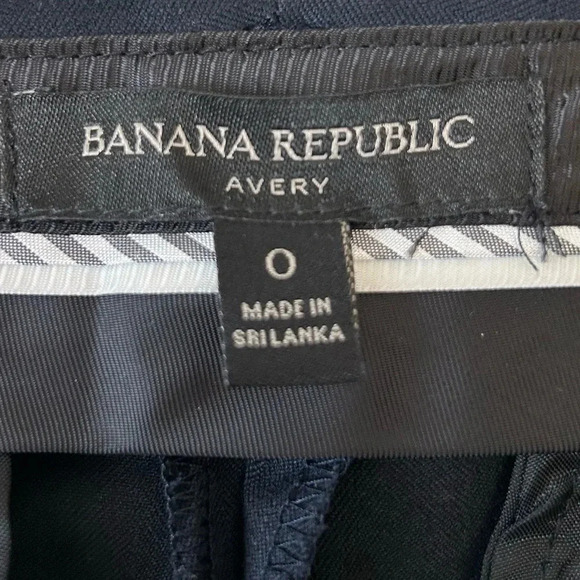 BANANA REPUBLIC
AVERY
0
MADE IN
SRI LANKA